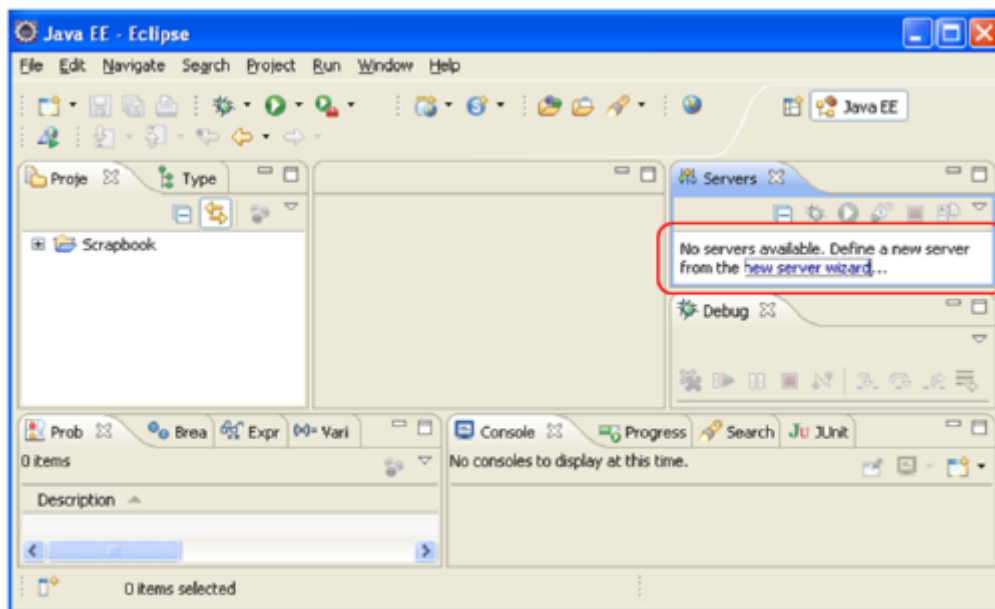 Java EE - Eclipse
File Edit Navigate Search Project Run Window Help
Java EE
Proje Type
Servers
Scrapbook
No servers available. Define a new server
from the new server wizard...
Debug
Prob Brea Expr (x)= Vari
Console Progress Search JU JUnit
0 items
No consoles to display at this time.
Description
0 items selected